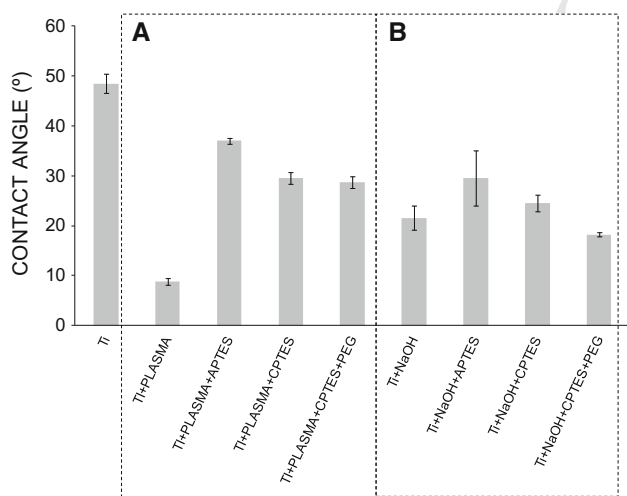 A
B
60
50
40
30
20
10
0
CONTACT ANGLE (º)
Ti
Ti+PLASMA
Ti+PLASMA+APTES
Ti+PLASMA+CPTES
Ti+PLASMA+CPTES+PEG
Ti+NaOH
Ti+NaOH+APTES
Ti+NaOH+CPTES
Ti+NaOH+CPTES+PEG